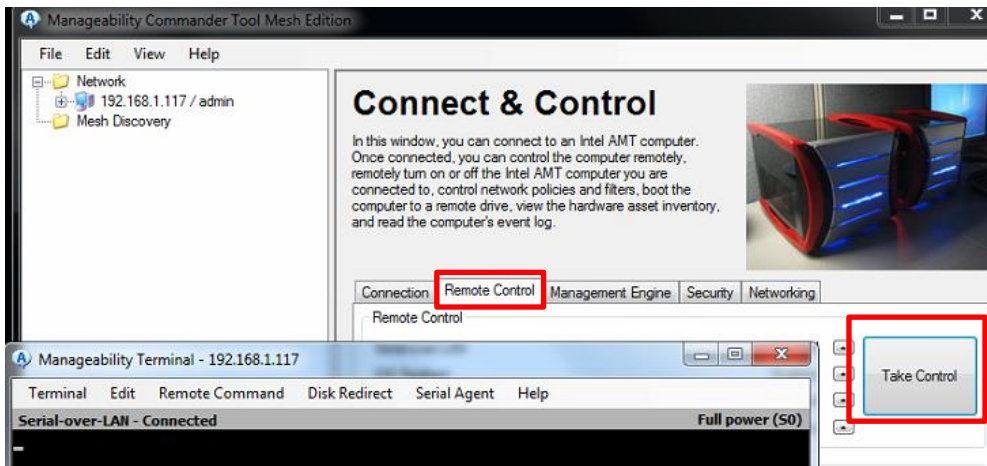 Manageability Commander Tool Mesh Edition
File Edit View Help
Network
192.168.1.117 / admin
Mesh Discovery
Connect & Control
In this window, you can connect to an Intel AMT computer.
Once connected, you can control the computer remotely,
remotely turn on or off the Intel AMT computer you are
connected to, control network policies and filters, boot the
computer to a remote drive, view the hardware asset inventory,
and read the computer's event log.
Connection Remote Control Management Engine Security Networking
Remote Control
Take Control
Manageability Terminal - 192.168.1.117
Terminal Edit Remote Command Disk Redirect Serial Agent Help
Serial-over-LAN - Connected Full power (S0)